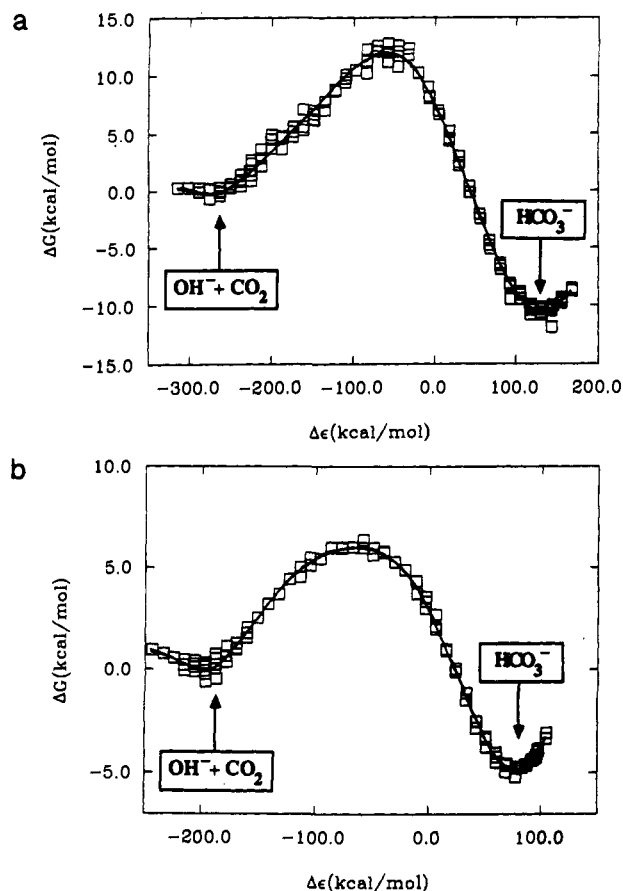 a
15.0
10.0
5.0
0.0
−5.0
−10.0
−15.0
ΔG(kcal/mol)
OH⁻+ CO₂
HCO₃⁻
−300.0 −200.0 −100.0 0.0 100.0 200.0
Δϵ(kcal/mol)
b
10.0
5.0
0.0
−5.0
ΔG(kcal/mol)
OH⁻+ CO₂
HCO₃⁻
−200.0 −100.0 0.0 100.0
Δϵ(kcal/mol)